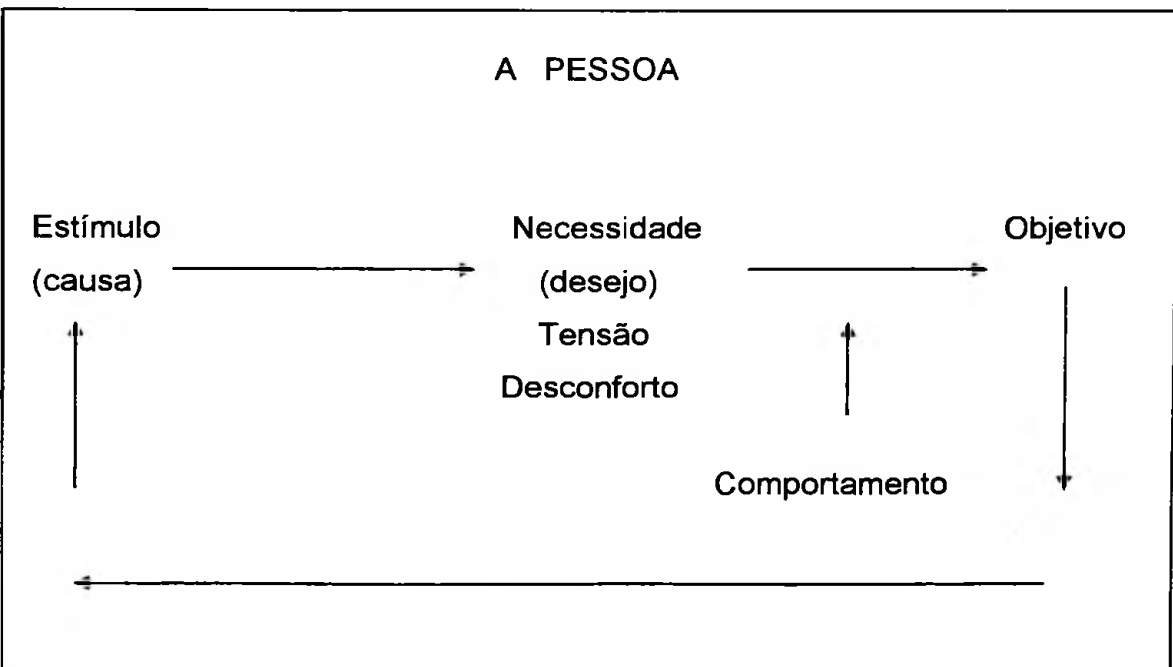 A PESSOA
Estímulo
(causa)
Necessidade
(desejo)
Tensão
Desconforto
Objetivo
Comportamento